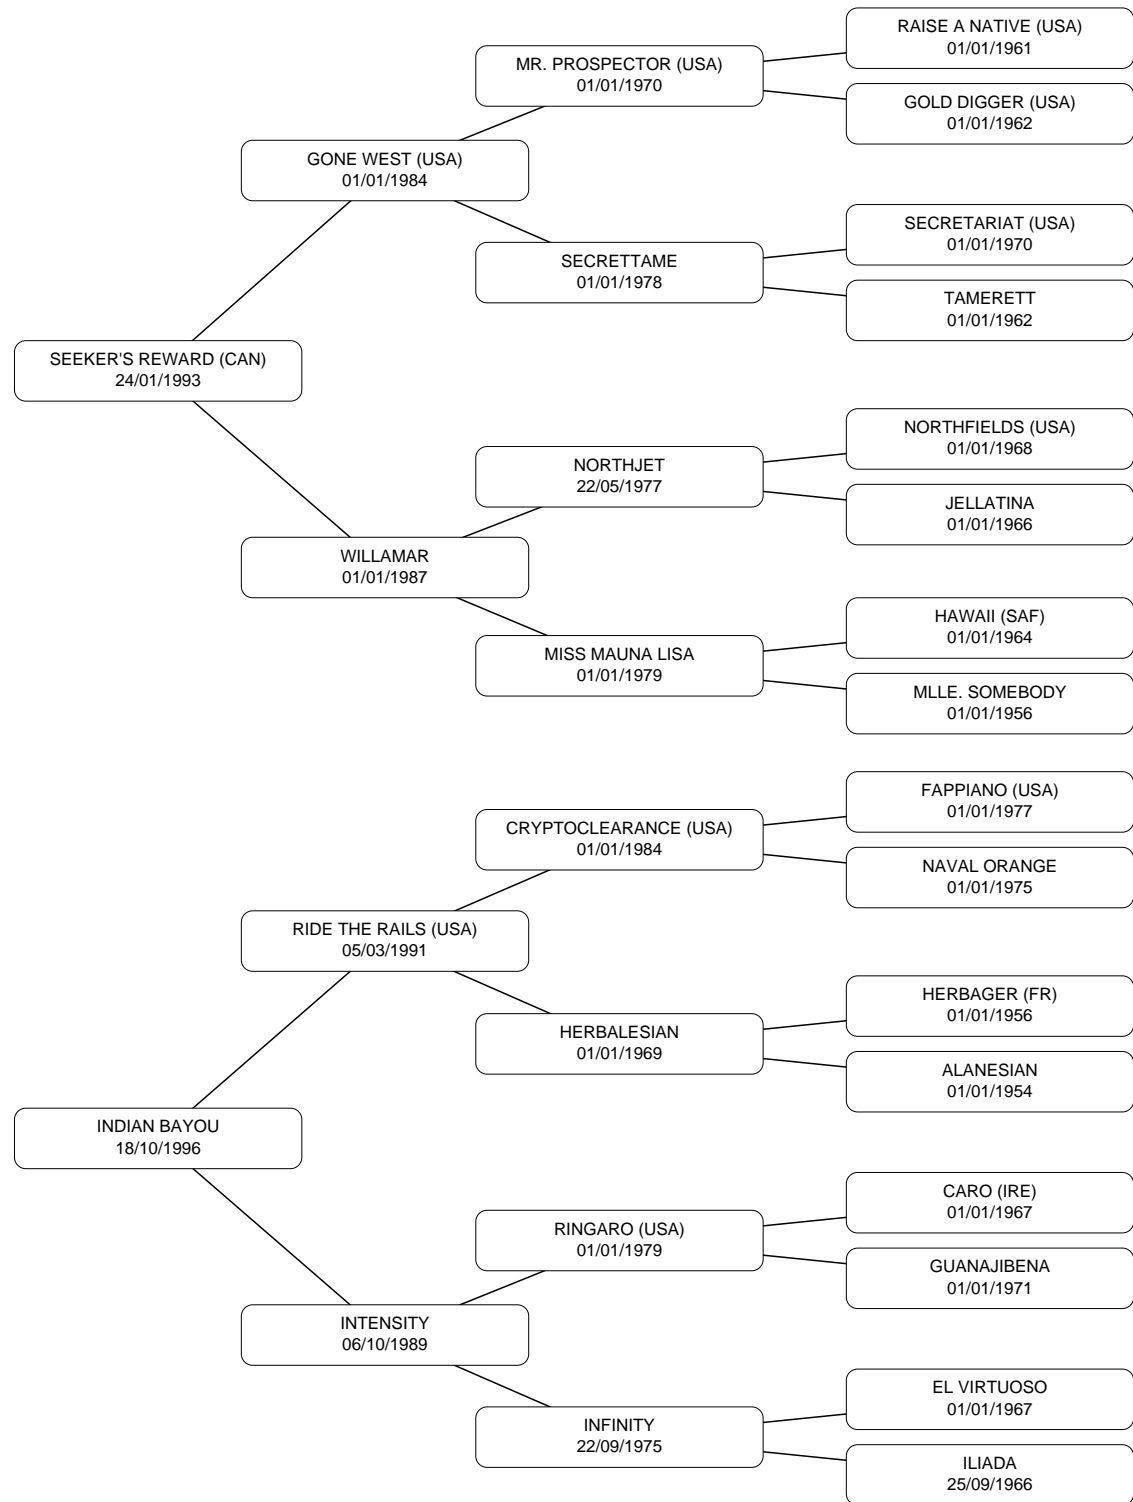 RAISE A NATIVE (USA)
01/01/1961
MR. PROSPECTOR (USA)
01/01/1970
GOLD DIGGER (USA)
01/01/1962
GONE WEST (USA)
01/01/1984
SECRETARIAT (USA)
01/01/1970
SECRETTAME
01/01/1978
TAMERETT
01/01/1962
SEEKER'S REWARD (CAN)
24/01/1993
NORTHFIELDS (USA)
01/01/1968
NORTHJET
22/05/1977
JELLATINA
01/01/1966
WILLAMAR
01/01/1987
HAWAII (SAF)
01/01/1964
MISS MAUNA LISA
01/01/1979
MLLE. SOMEBODY
01/01/1956
FAPPIANO (USA)
01/01/1977
CRYPTOCLEARANCE (USA)
01/01/1984
NAVAL ORANGE
01/01/1975
RIDE THE RAILS (USA)
05/03/1991
HERBAGER (FR)
01/01/1956
HERBALESIAN
01/01/1969
ALANESIAN
01/01/1954
INDIAN BAYOU
18/10/1996
CARO (IRE)
01/01/1967
RINGARO (USA)
01/01/1979
GUANAJIBENA
01/01/1971
INTENSITY
06/10/1989
EL VIRTUOSO
01/01/1967
INFINITY
22/09/1975
ILIADA
25/09/1966